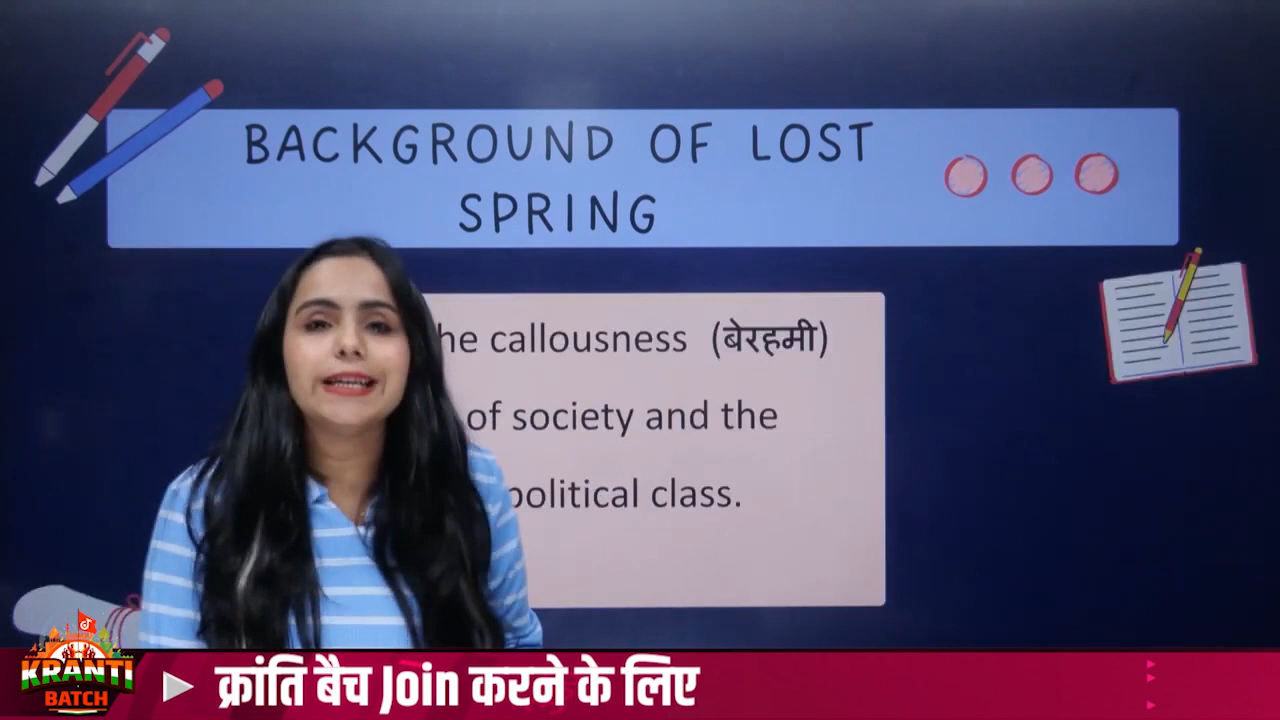 BACKGROUND OF LOST
SPRING
he callousness (बेरहमी)
of society and the
political class.
KRANTI
BATCH
क्रांति बैच Join करने के लिए